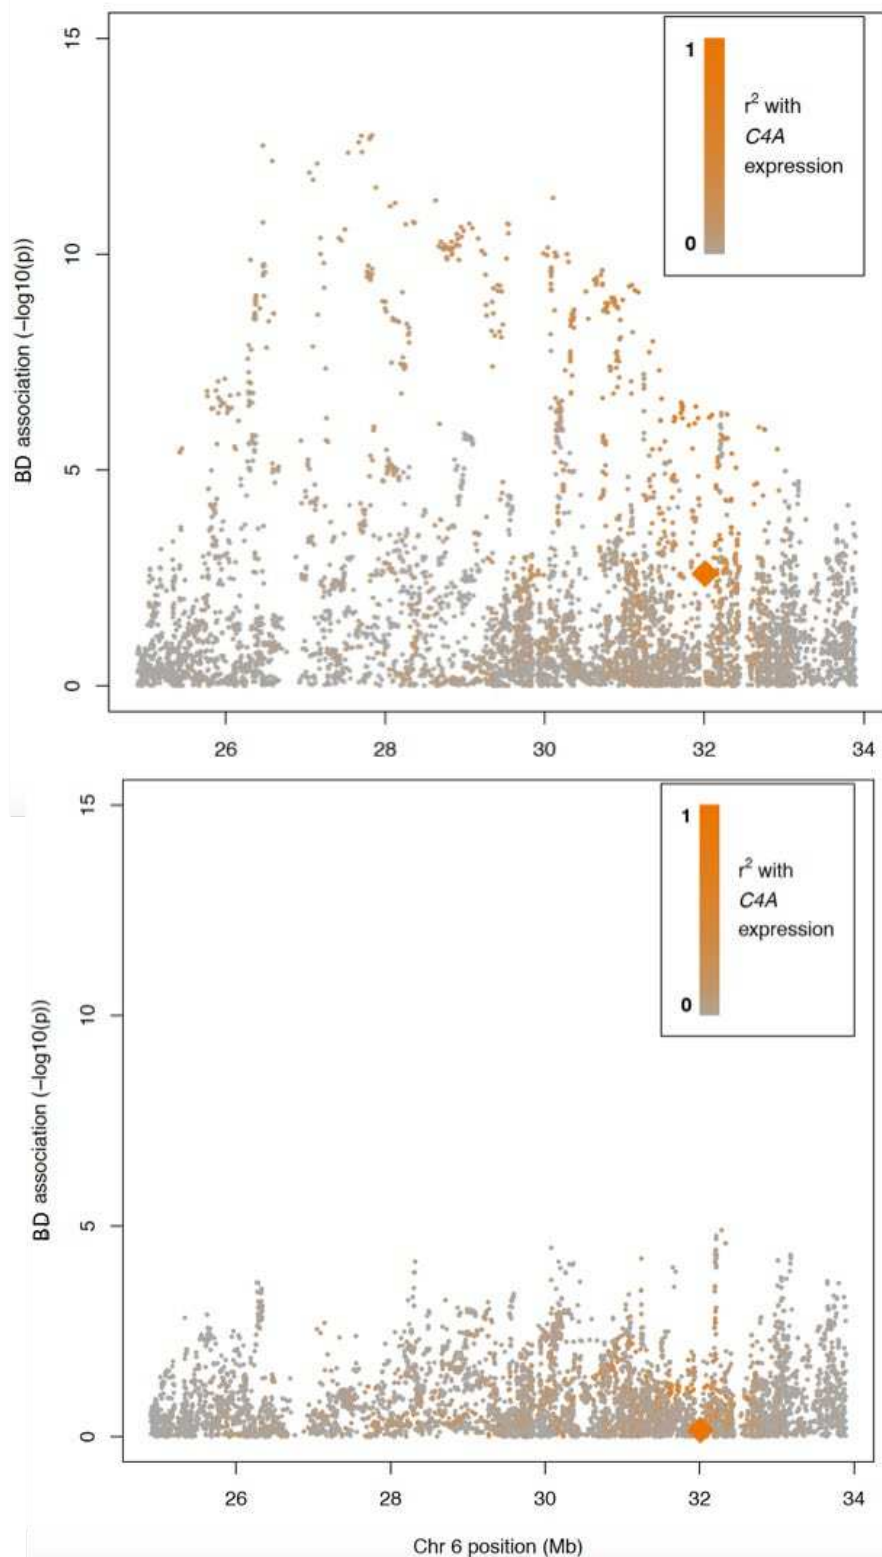 15
10
5
0
BD association (−log10(p))
1
0
r² with
C4A
expression
26 28 30 32 34
15
10
5
0
BD association (−log10(p))
1
0
r² with
C4A
expression
26 28 30 32 34
Chr 6 position (Mb)